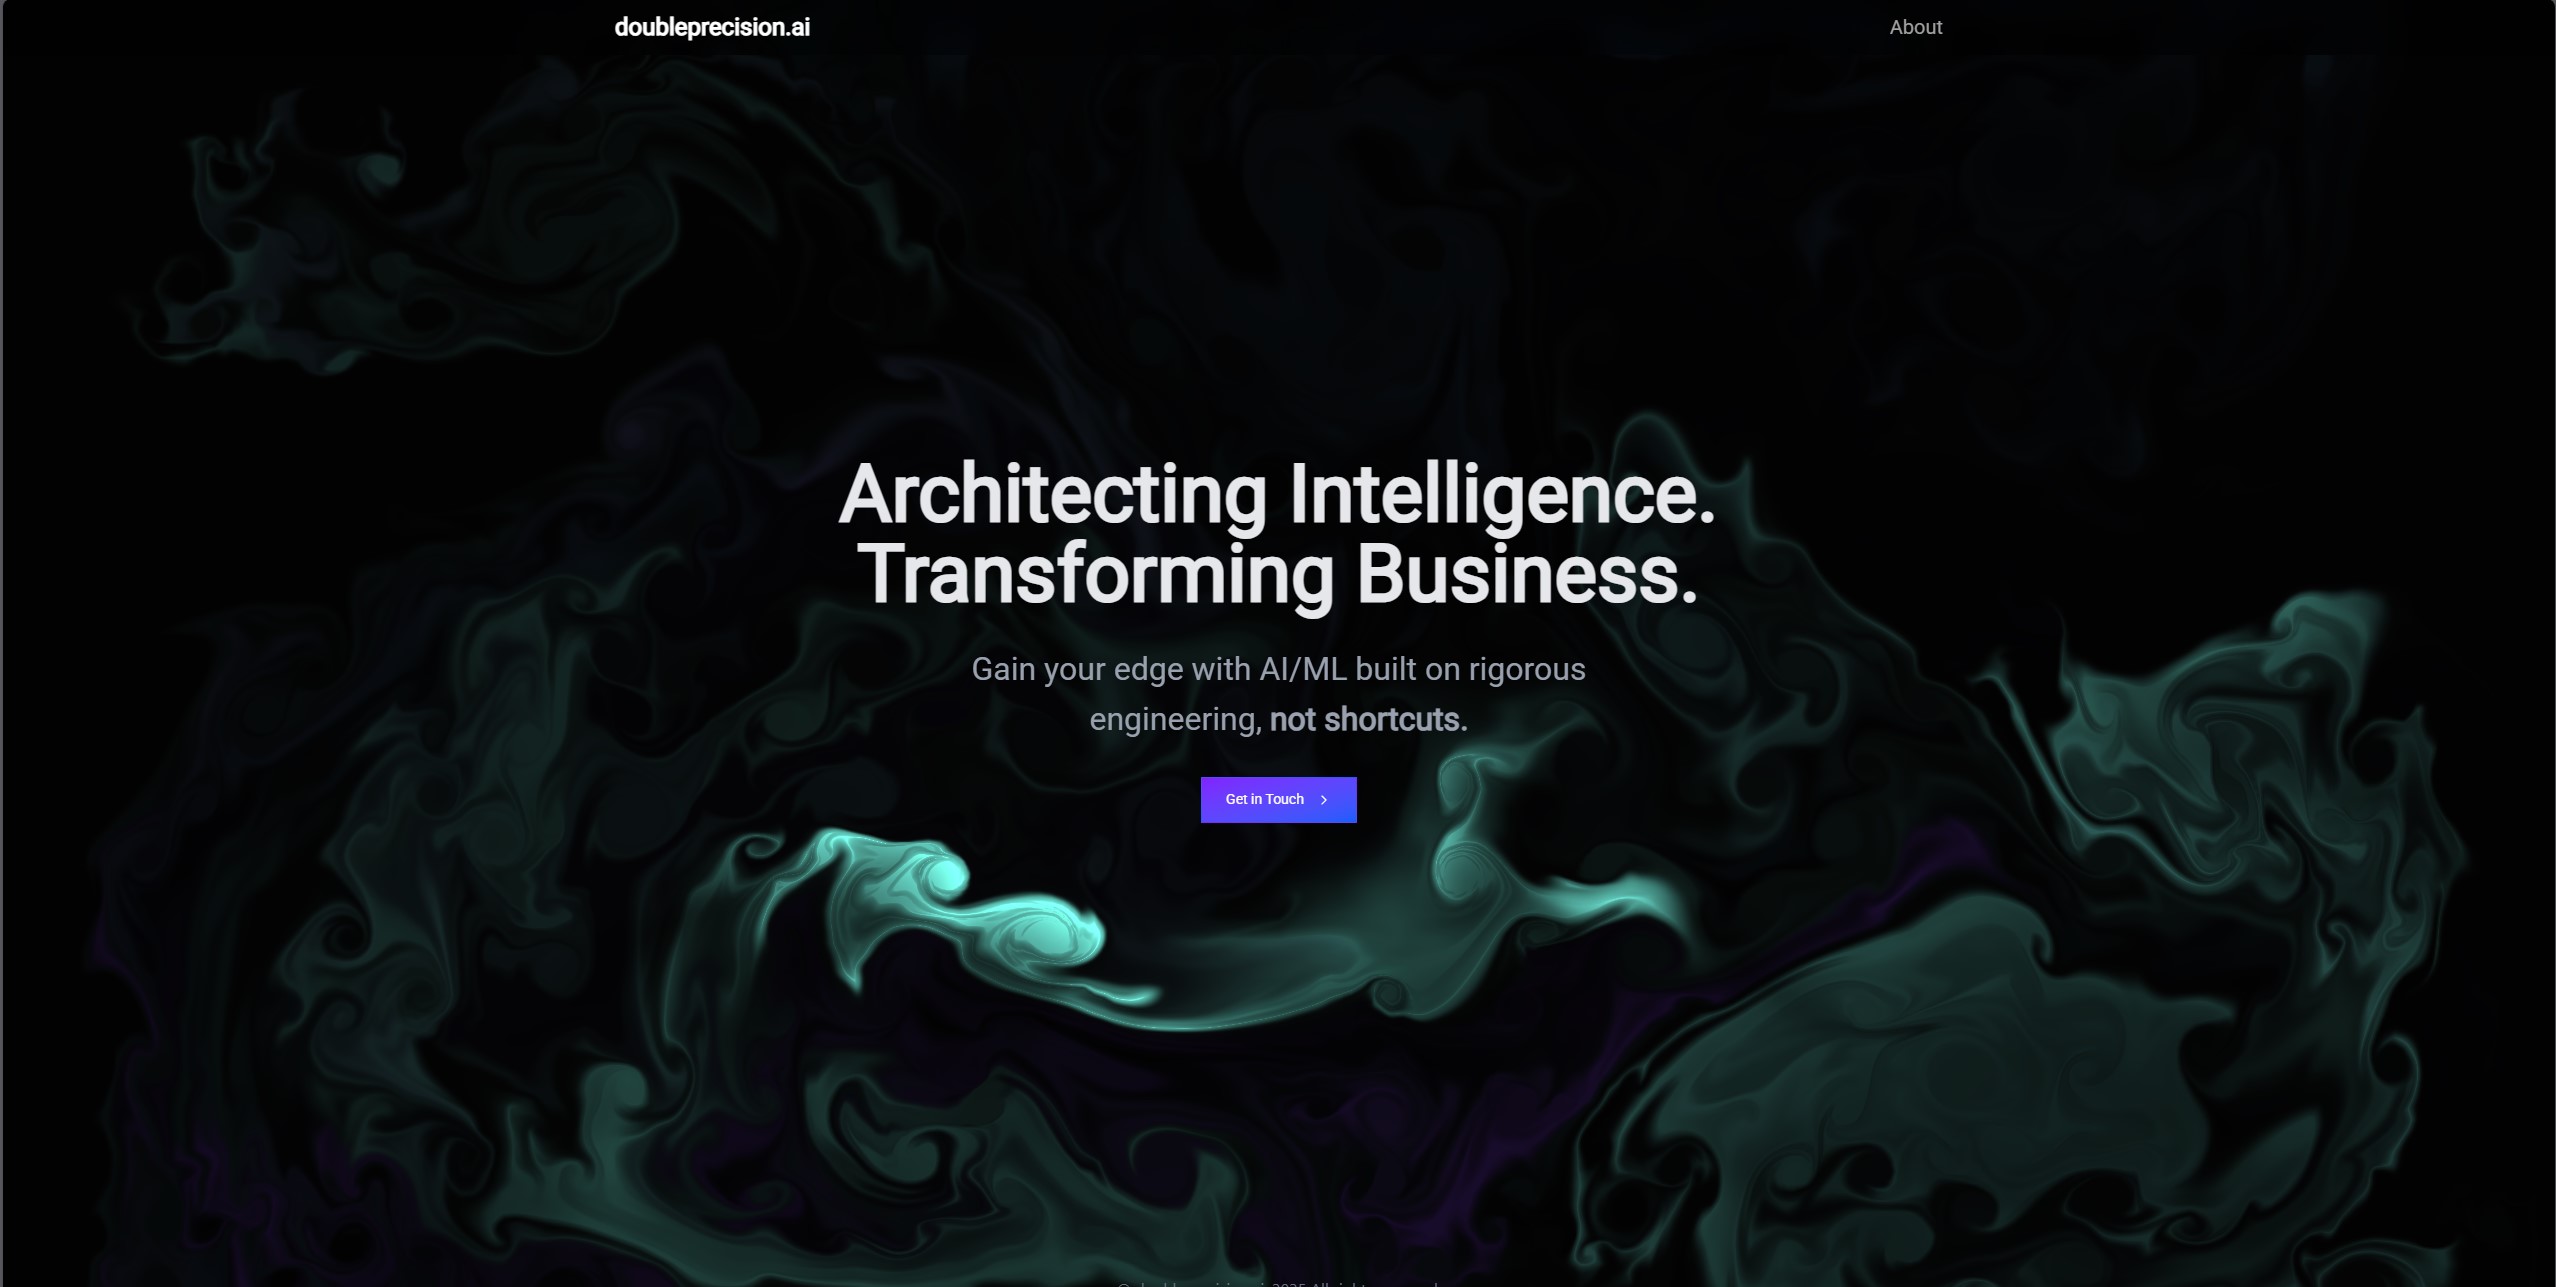 doubleprecision.ai
About
Architecting Intelligence.
Transforming Business.
Gain your edge with AI/ML built on rigorous
engineering, not shortcuts.
Get in Touch